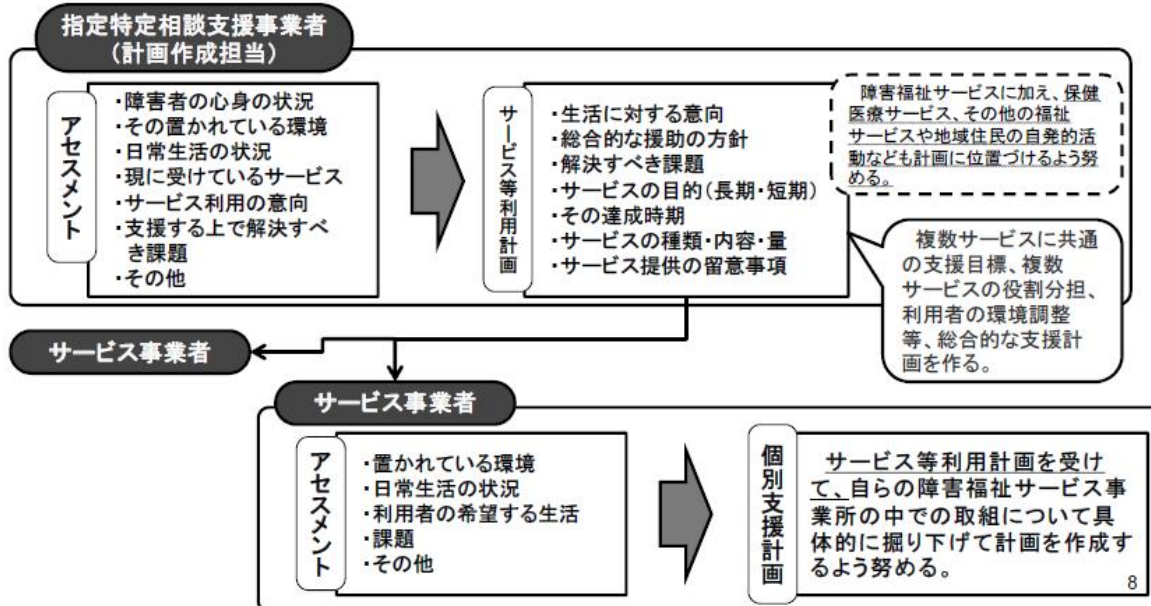 指定特定相談支援事業者
(計画作成担当)
アセスメント
・障害者の心身の状況
・その置かれている環境
・日常生活の状況
・現に受けているサービス
・サービス利用の意向
・支援する上で解決すべ
き課題
・その他
サービス等利用計画
・生活に対する意向
・総合的な援助の方針
・解決すべき課題
・サービスの目的(長期・短期)
・その達成時期
・サービスの種類・内容・量
・サービス提供の留意事項
障害福祉サービスに加え、保健
医療サービス、その他の福祉
サービスや地域住民の自発的活
動なども計画に位置づけるよう努
める。
複数サービスに共通
の支援目標、複数
サービスの役割分担、
利用者の環境調整
等、総合的な支援計
画を作る。
サービス事業者
サービス事業者
アセスメント
・置かれている環境
・日常生活の状況
・利用者の希望する生活
・課題
・その他
個別支援計画
サービス等利用計画を受け
て、自らの障害福祉サービス事
業所の中での取組について具
体的に掘り下げて計画を作成す
るよう努める。
8